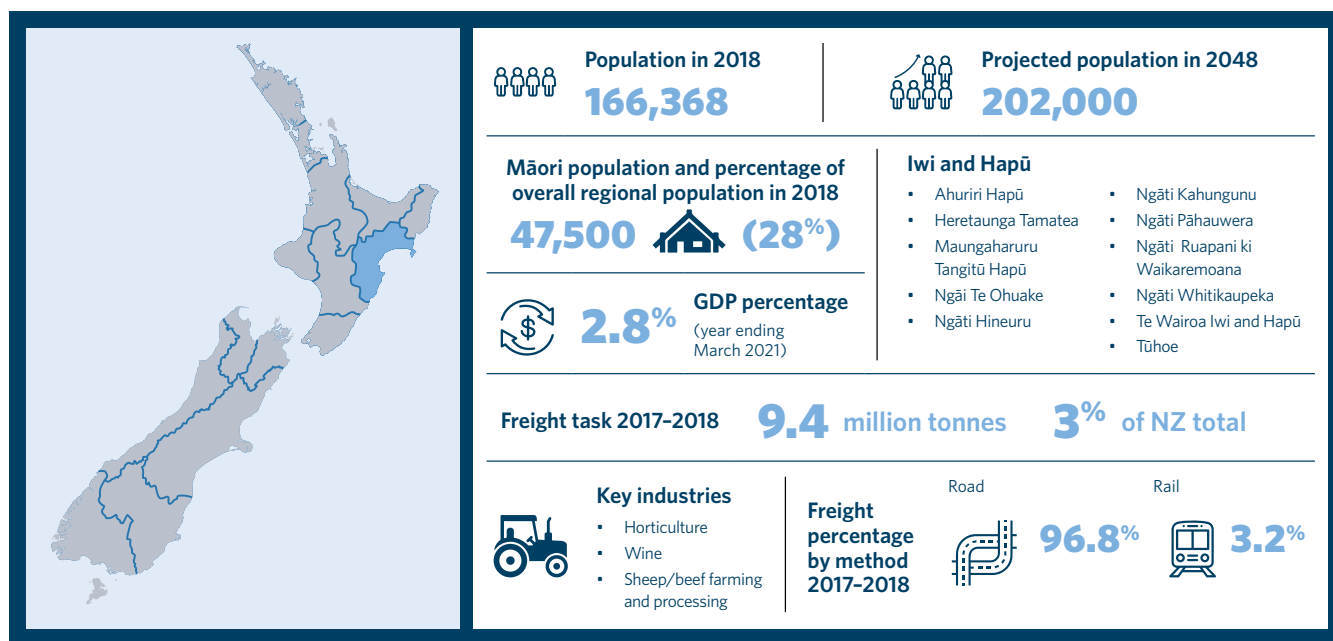 Population in 2018
166,368
Projected population in 2048
202,000
Māori population and percentage of
overall regional population in 2018
47,500 (28%)
GDP percentage
2.8%
(year ending
March 2021)
Iwi and Hapū
▪ Ahuriri Hapū
▪ Heretaunga Tamatea
▪ Maungaharuru
Tangitū Hapū
▪ Ngāi Te Ohuake
▪ Ngāti Hineuru
▪ Ngāti Kahungunu
▪ Ngāti Pāhauwera
▪ Ngāti Ruapani ki
Waikaremoana
▪ Ngāti Whitikaupeka
▪ Te Wairoa Iwi and Hapū
▪ Tūhoe
Freight task 2017–2018 9.4 million tonnes 3% of NZ total
Key industries
▪ Horticulture
▪ Wine
▪ Sheep/beef farming
and processing
Freight
percentage
by method
2017–2018
Road
96.8%
Rail
3.2%
$